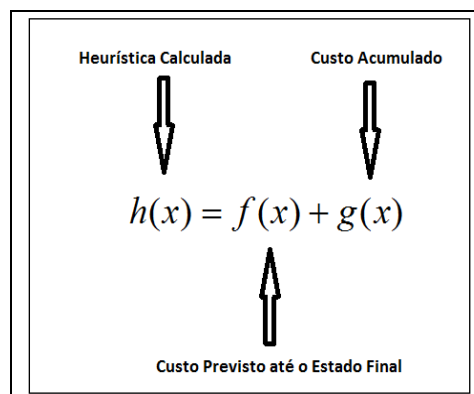 Heurística Calculada Custo Acumulado
h(x) = f(x) + g(x)
Custo Previsto até o Estado Final